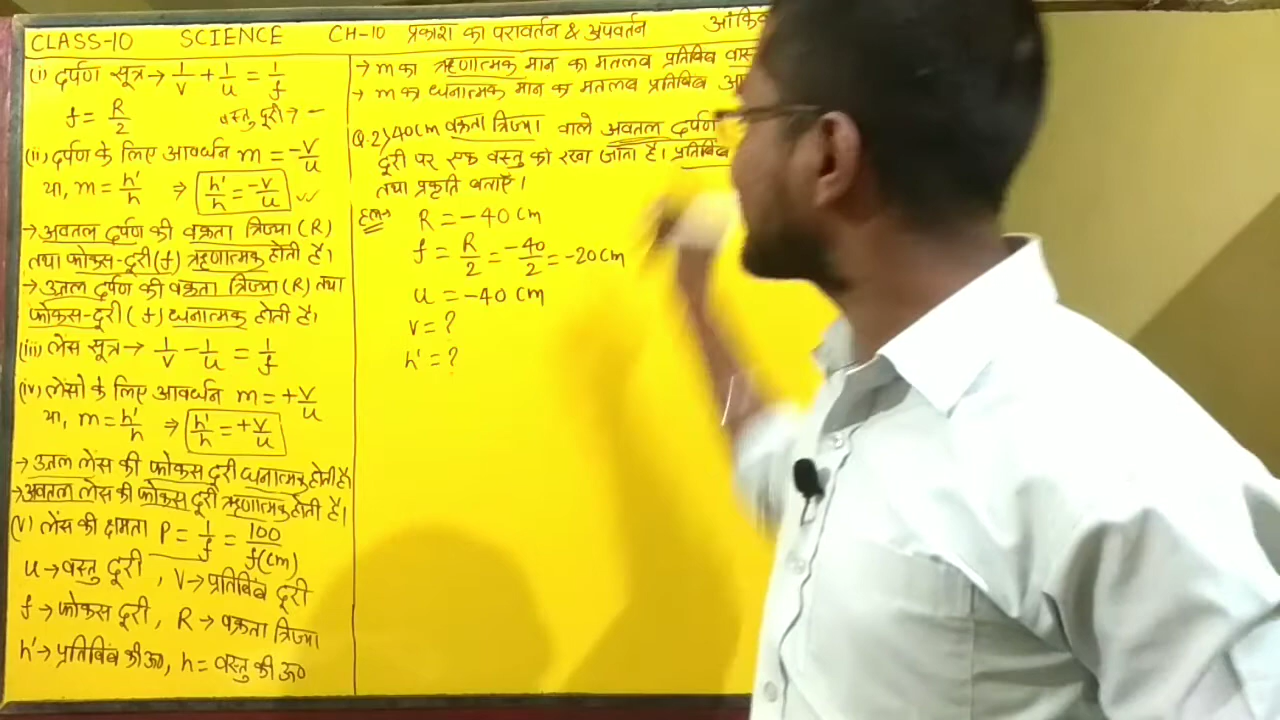 CLASS-10 SCIENCE CH-10 प्रकाश का परावर्तन & अपवर्तन
(i) दर्पण सूत्र → 1/v + 1/u = 1/f
f = R/2 वस्तु दूरी → −
(ii) दर्पण के लिए आवर्धन m = -v/u
या, m = h'/h ⇒ h'/h = -v/u
→ अवतल दर्पण की वक्रता त्रिज्या (R)
तथा फोकस-दूरी (f) ऋणात्मक होती है।
→ उत्तल दर्पण की वक्रता त्रिज्या (R) तथा
फोकस-दूरी (f) धनात्मक होती है।
(iii) लेंस सूत्र → 1/v - 1/u = 1/f
(iv) लेंसो के लिए आवर्धन m = +v/u
या, m = h'/h ⇒ h'/h = +v/u
→ उत्तल लेंस की फोकस दूरी धनात्मक होती है
→ अवतल लेंस की फोकस दूरी ऋणात्मक होती है।
(v) लेंस की क्षमता P = 1/f = 100/f(cm)
u → वस्तु दूरी, v → प्रतिबिंब दूरी
f → फोकस दूरी, R → वक्रता त्रिज्या
h' → प्रतिबिंब की ऊ०, h = वस्तु की ऊ०
→ m का ऋणात्मक मान का मतलब प्रतिबिंब
→ m का धनात्मक मान का मतलब प्रतिबिंब
Q.2) 40cm वक्रता त्रिज्या वाले अवतल दर्पण
दूरी पर एक वस्तु को रखा जाता है। प्रतिबिंब
तथा प्रकृति बताएँ।
हल→ R = -40 cm
f = R/2 = -40/2 = -20 cm
u = -40 cm
v = ?
h' = ?